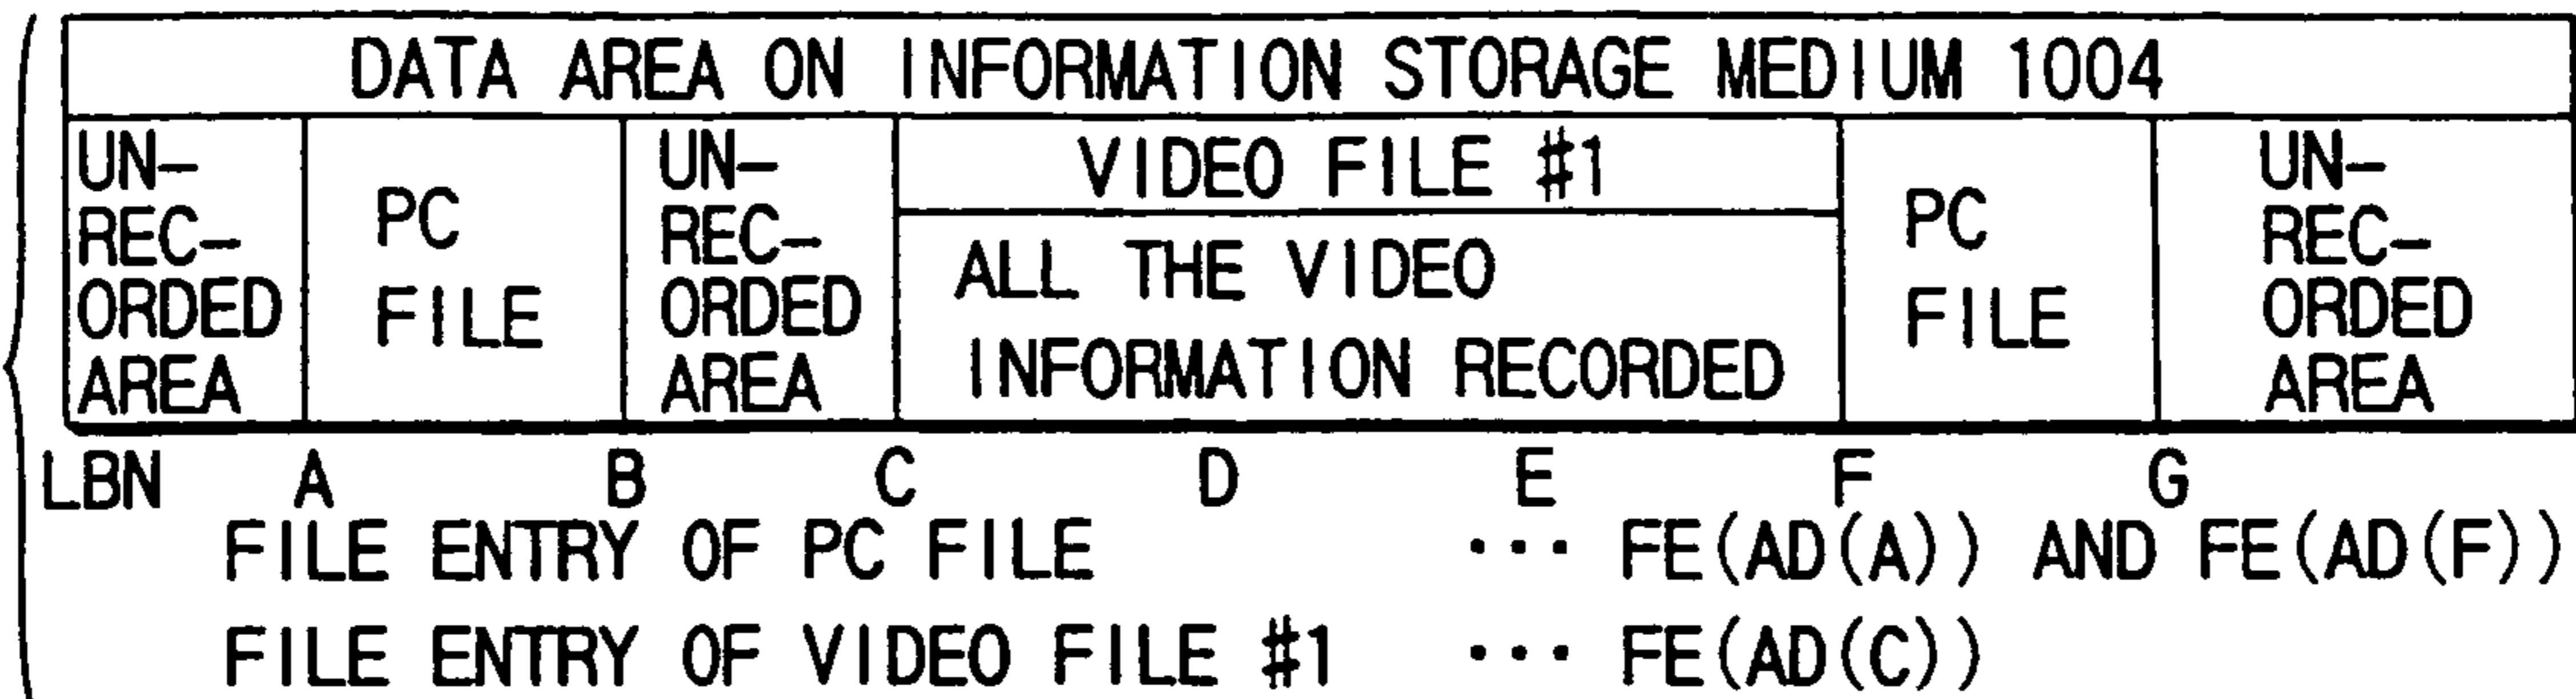 DATA AREA ON INFORMATION STORAGE MEDIUM 1004
UN-
REC-
ORDED
AREA
PC
FILE
UN-
REC-
ORDED
AREA
VIDEO FILE #1
ALL THE VIDEO
INFORMATION RECORDED
PC
FILE
UN-
REC-
ORDED
AREA
LBN A B C D E F G
FILE ENTRY OF PC FILE ··· FE(AD(A)) AND FE(AD(F))
FILE ENTRY OF VIDEO FILE #1 ··· FE(AD(C))